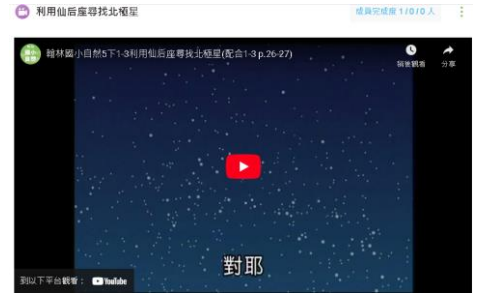 利用仙后座尋找北極星
成員完成度 1 / 0 / 0 人
翰林國小自然5下1-3利用仙后座尋找北極星(配合1-3 p.26-27)
稍後觀看
分享
對耶
到以下平台觀看：
YouTube